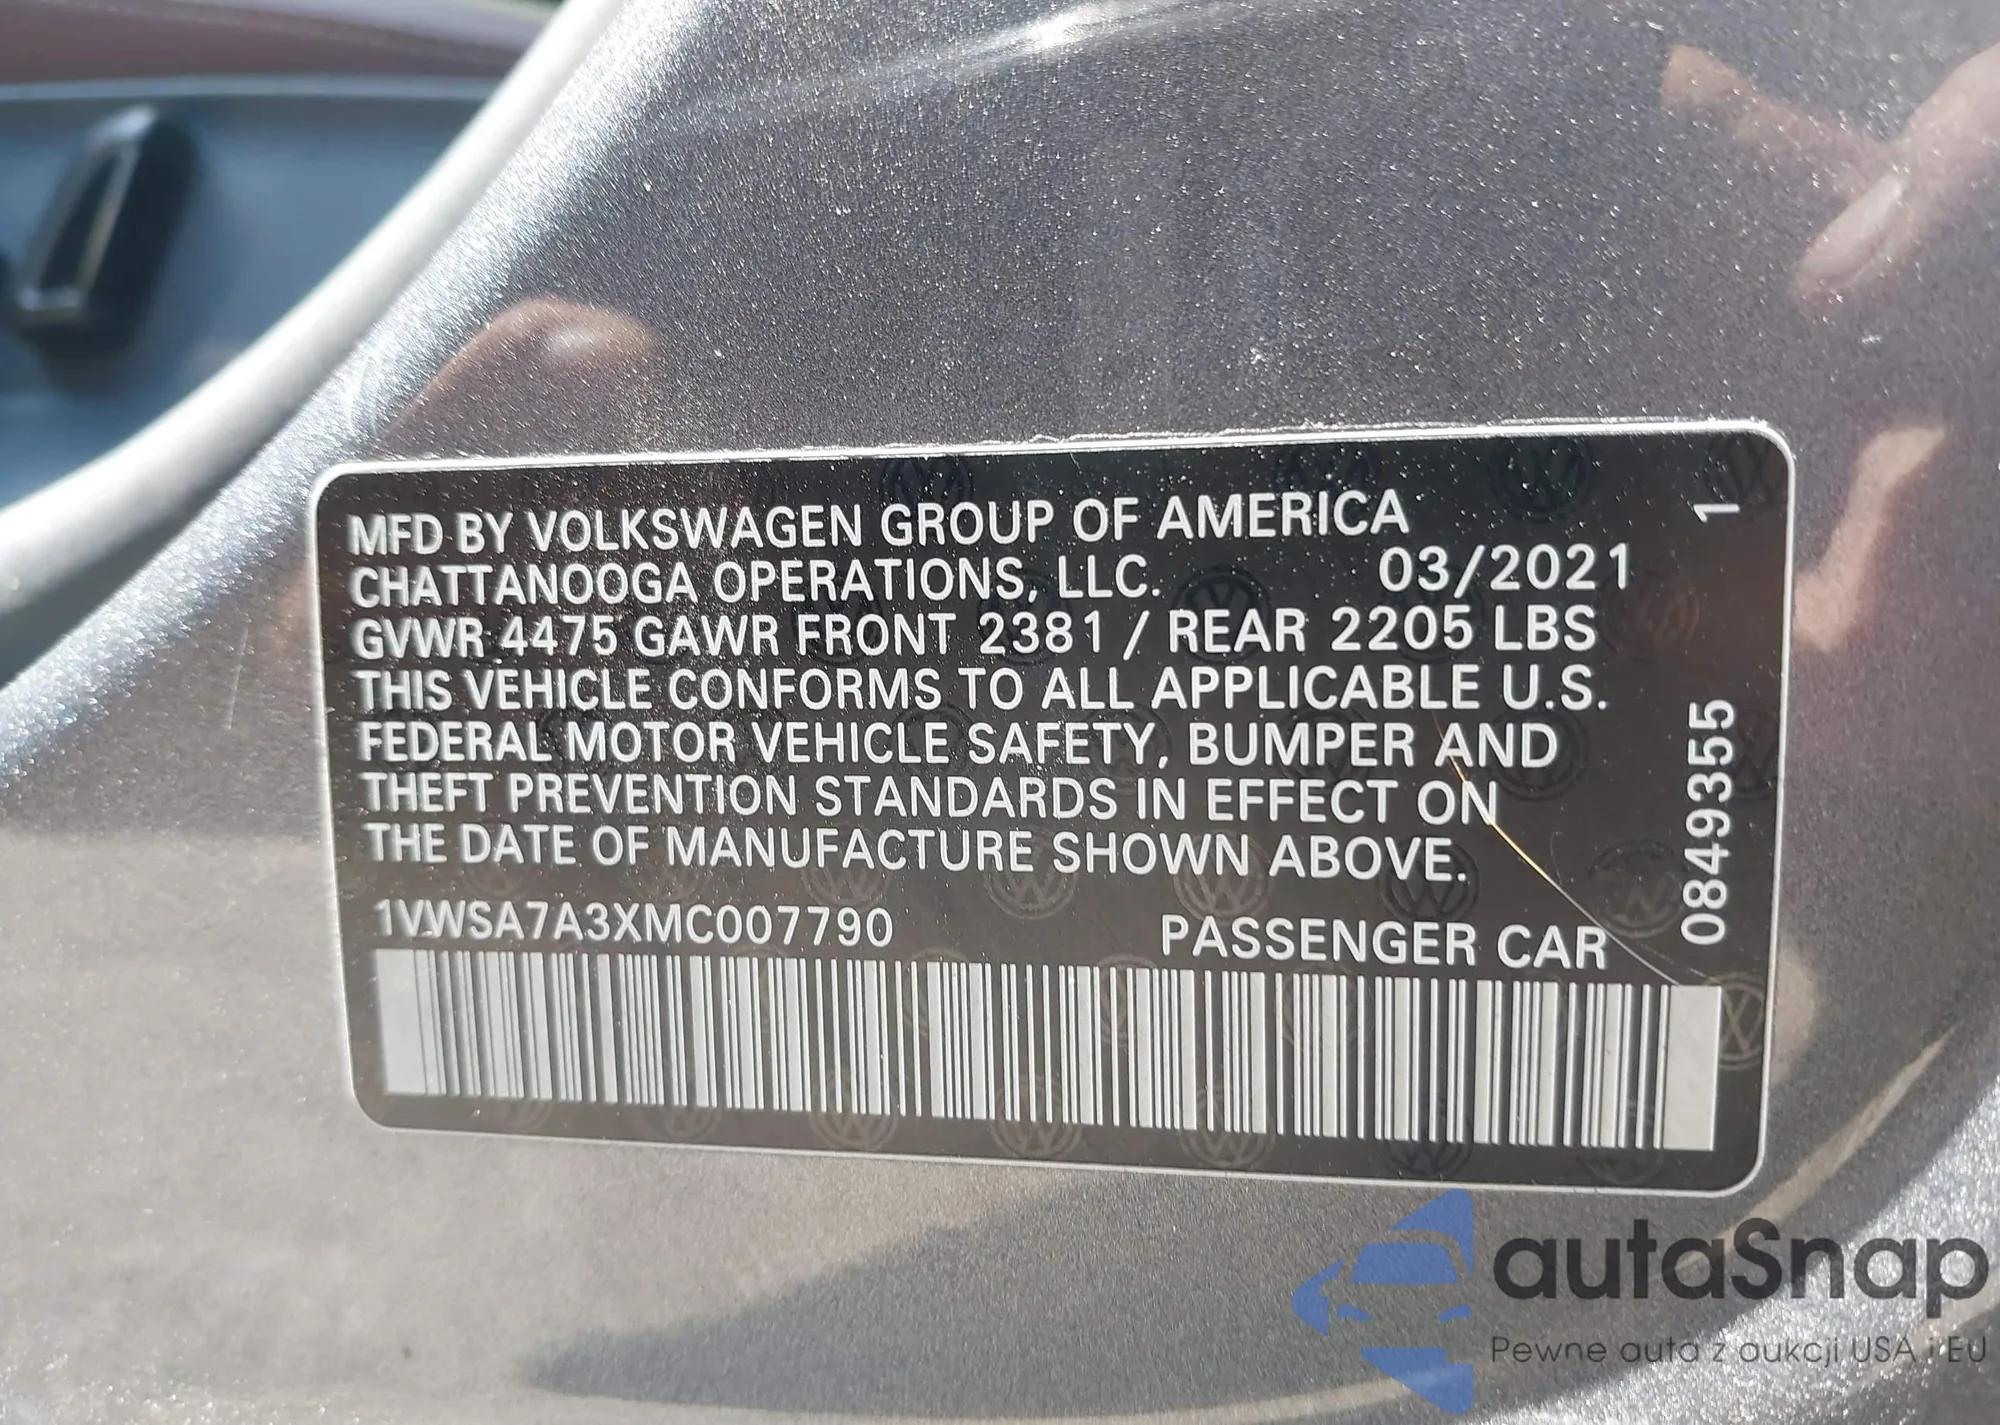 MFD BY VOLKSWAGEN GROUP OF AMERICA
CHATTANOOGA OPERATIONS, LLC. 03/2021
GVWR 4475 GAWR FRONT 2381 / REAR 2205 LBS
THIS VEHICLE CONFORMS TO ALL APPLICABLE U.S.
FEDERAL MOTOR VEHICLE SAFETY, BUMPER AND
THEFT PREVENTION STANDARDS IN EFFECT ON
THE DATE OF MANUFACTURE SHOWN ABOVE.
1VWSA7A3XMC007790 PASSENGER CAR
0849355 1
autaSnap
Pewne auta z aukcji USA i EU